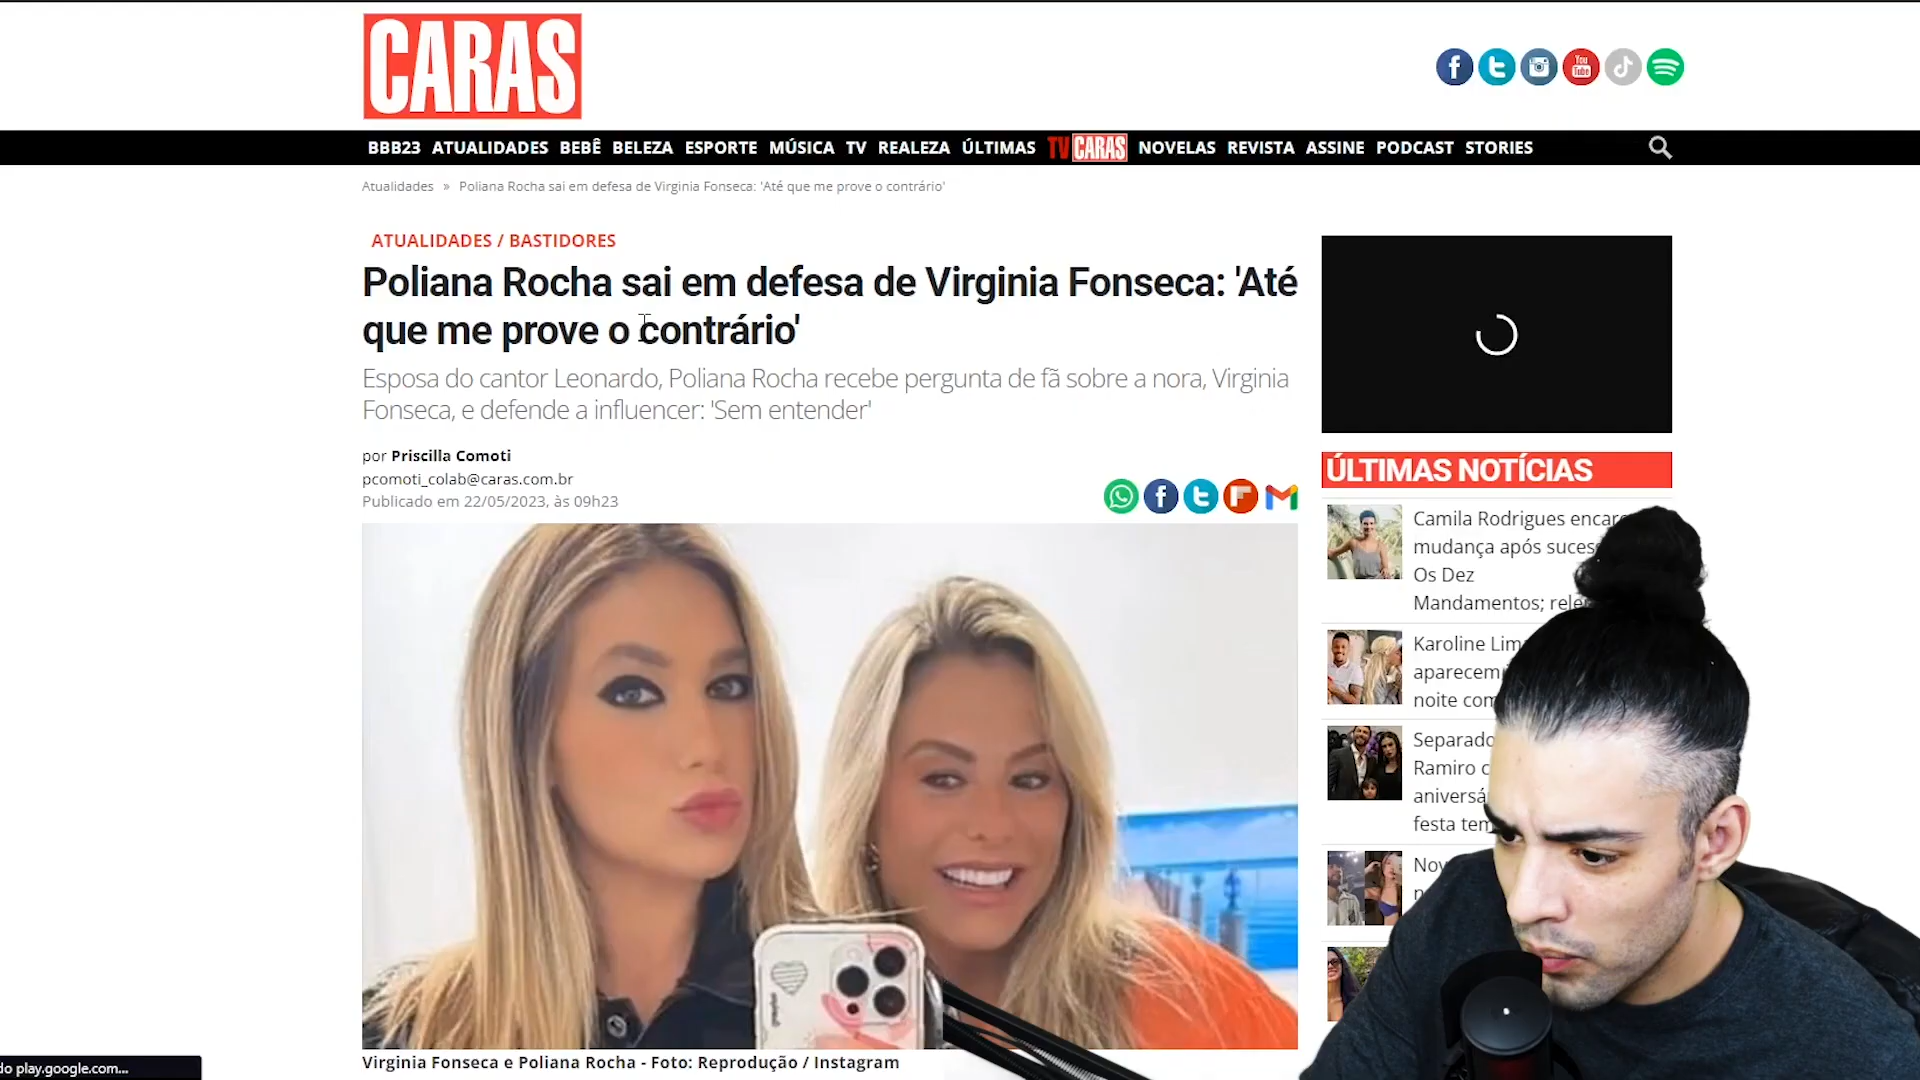 CARAS
BBB23 ATUALIDADES BEBÊ BELEZA ESPORTE MÚSICA TV REALEZA ÚLTIMAS TV CARAS NOVELAS REVISTA ASSINE PODCAST STORIES
Atualidades » Poliana Rocha sai em defesa de Virginia Fonseca: 'Até que me prove o contrário'
ATUALIDADES / BASTIDORES
Poliana Rocha sai em defesa de Virginia Fonseca: 'Até
que me prove o contrário'
Esposa do cantor Leonardo, Poliana Rocha recebe pergunta de fã sobre a nora, Virginia
Fonseca, e defende a influencer: 'Sem entender'
por Priscilla Comoti
pcomoti_colab@caras.com.br
Publicado em 22/05/2023, às 09h23
Virginia Fonseca e Poliana Rocha - Foto: Reprodução / Instagram
ÚLTIMAS NOTÍCIAS
Camila Rodrigues
mudança após
Os Dez
Mandamentos;
Karoline
aparecem
noite
Separado
Ramiro
festa
You Tube
do play.google.com...